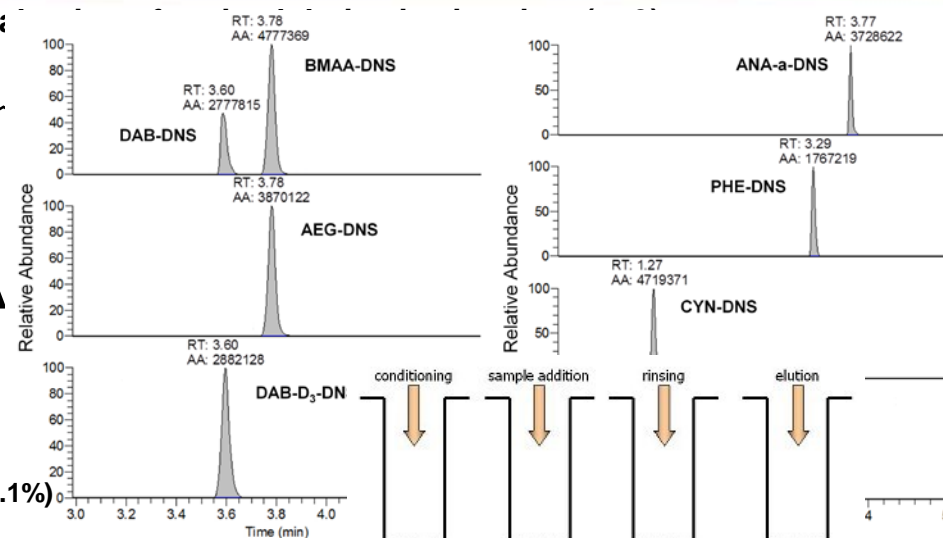 RT: 3.78
AA: 4777369
BMAA-DNS
RT: 3.60
AA: 2777815
DAB-DNS
100
80
60
40
20
0
RT: 3.78
AA: 3870122
AEG-DNS
100
80
60
40
20
0
Relative Abundance
RT: 3.60
AA: 2882128
DAB-D3-DN
100
80
60
40
20
0
.1%)
3.0 3.2 3.4 3.6 3.8 4.0
Time (min)
RT: 3.77
AA: 3728622
ANA-a-DNS
100
50
0
RT: 3.29
AA: 1767219
PHE-DNS
100
50
0
Relative Abundance
RT: 1.27
AA: 4719371
CYN-DNS
100
50
conditioning
sample addition
rinsing
elution
4